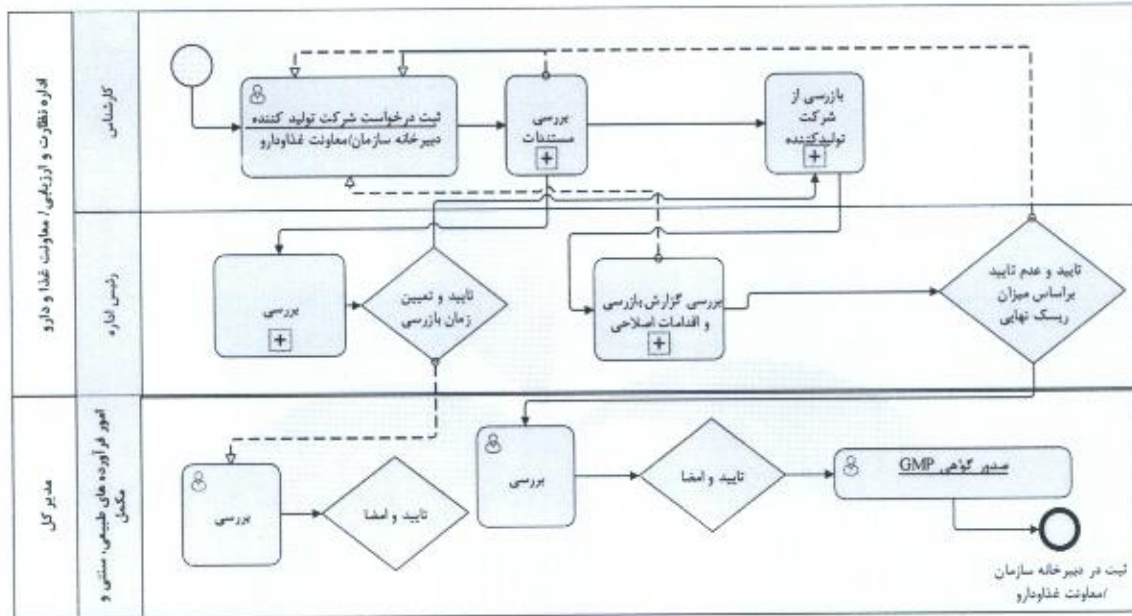 اداره نظارت و ارزیابی/ معاونت غذا و دارو
کارشناس
ثبت درخواست شرکت تولید کننده
دبیرخانه سازمان/معاونت غذاودارو
بررسی
مستندات
بازرسی از
شرکت
تولیدکننده
رئیس اداره
بررسی
تایید و تعیین
زمان بازرسی
بررسی گزارش بازرسی
و اقدامات اصلاحی
تایید و عدم تایید
براساس میزان
ریسک نهایی
مدیر کل
امور فرآورده های طبیعی، سنتی و
مکمل
بررسی
تایید و امضا
بررسی
تایید و امضا
صدور گواهی GMP
ثبت در دبیرخانه سازمان
/معاونت غذاودارو